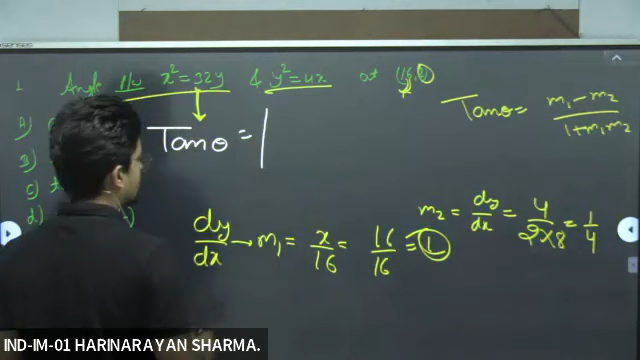 1 Angle b/w x² = 32y & y² = 4x at (16,8)
A)
B)
C)
d)
Tanθ = |
Tanθ = m₁ - m₂ / 1 + m₁m₂
dy/dx → m₁ = x/16 = 16/16 = 1
m₂ = dy/dx = 4/2×8 = 1/4
IND-IM-01 HARINARAYAN SHARMA.